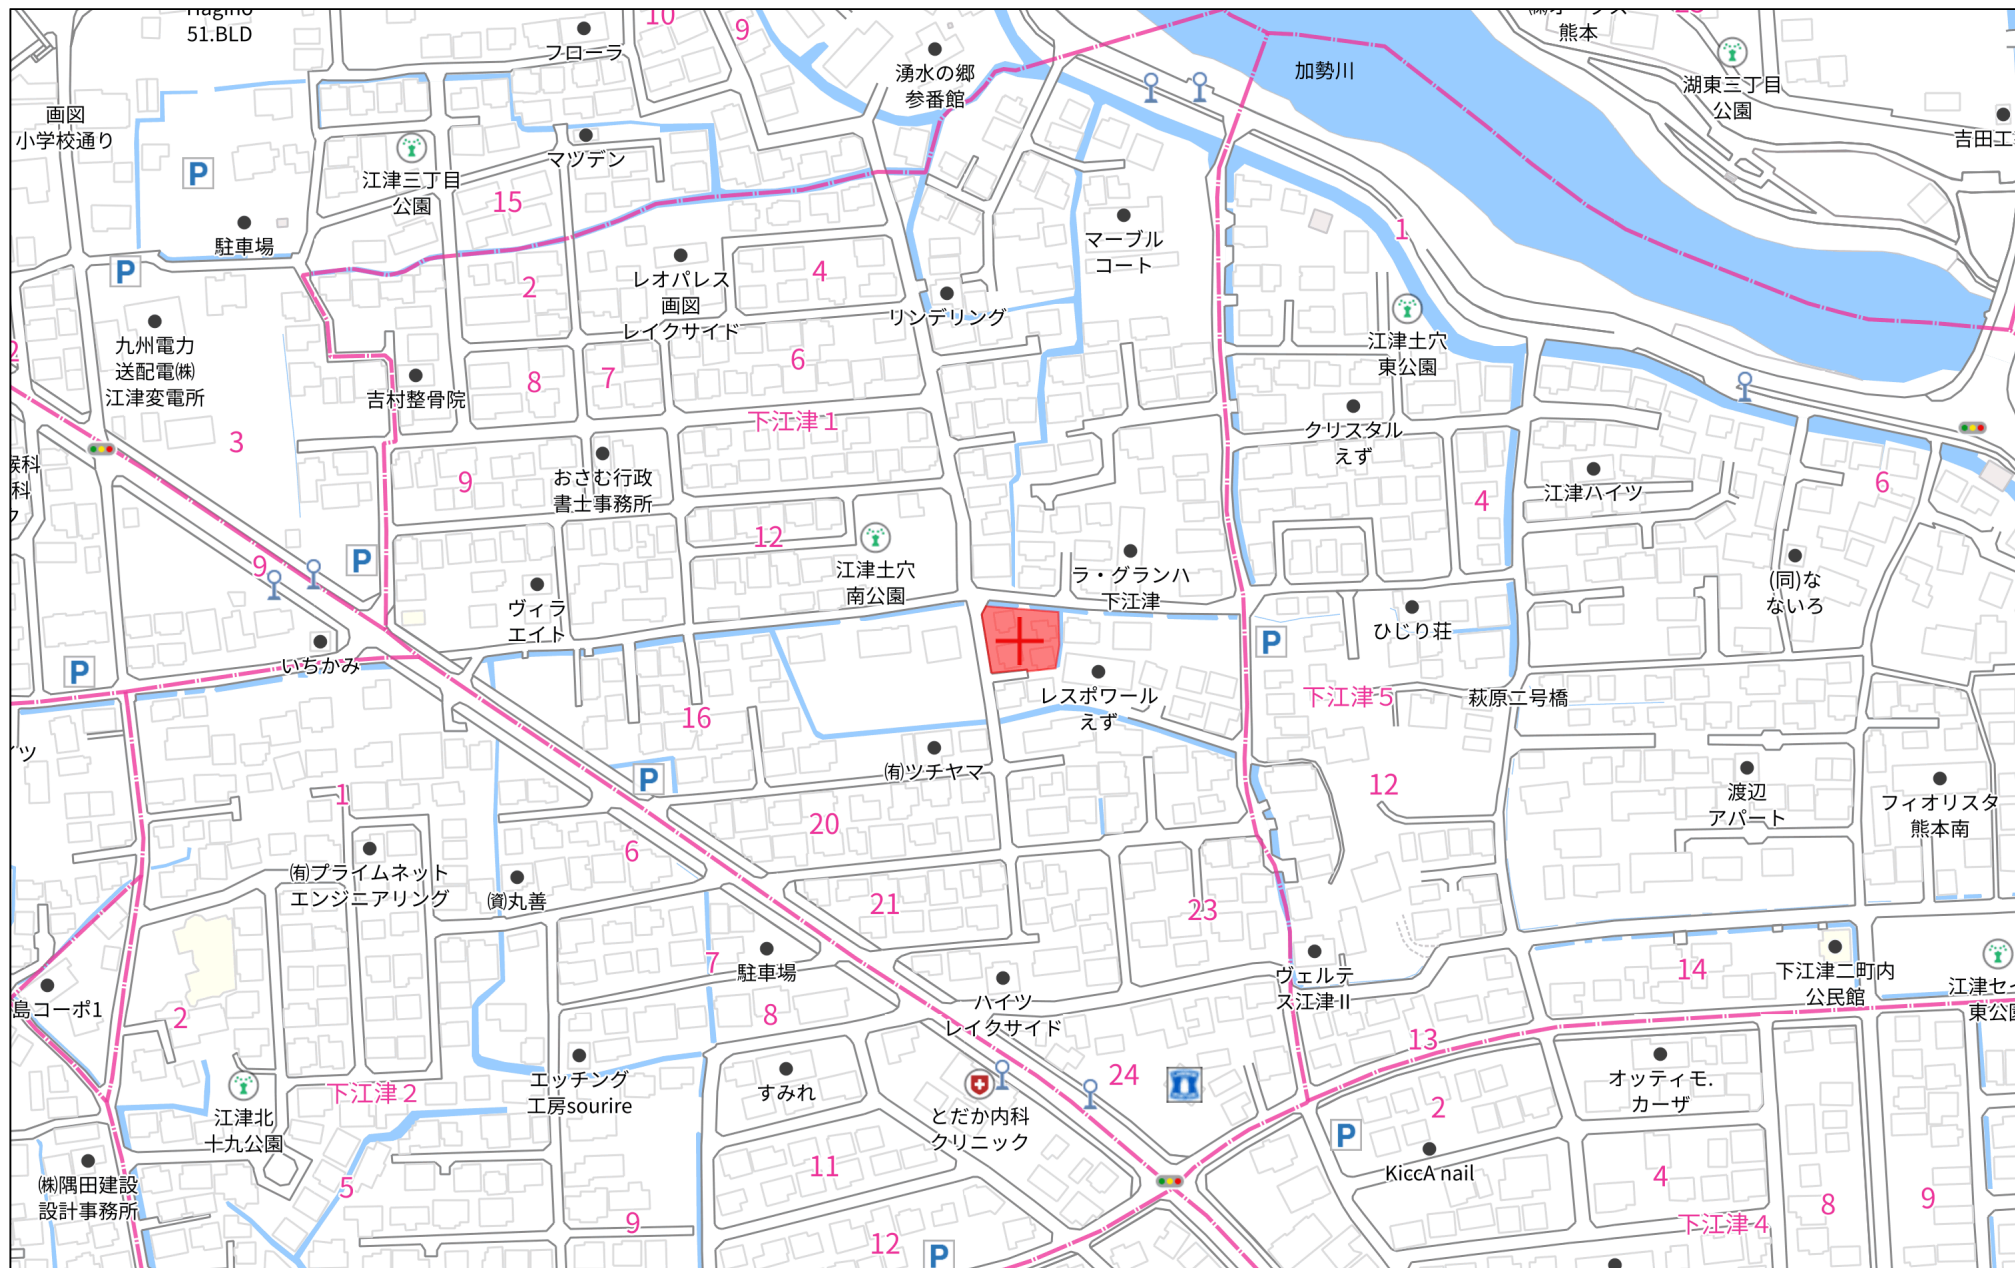 51.BLD
10
9
フローラ
湧水の郷
参番館
加勢川
熊本
湖東三丁目
公園
画図
小学校通り
P
江津三丁目
公園
マツデン
15
駐車場
P
マーブル
コート
1
レオパレス
画図
レイクサイド
4
2
リンデリング
九州電力
送配電㈱
江津変電所
吉村整骨院
8
7
6
江津土穴
東公園
下江津1
クリスタル
えず
3
9
おさむ行政
書士事務所
江津ハイツ
6
4
12
江津土穴
南公園
P
9
ヴィラ
エイト
ラ・グランハ
下江津
(同)な
ないろ
ひじり荘
P
いちかみ
P
レスポワール
えず
下江津5
萩原二号橋
16
㈲ツチヤマ
P
12
渡辺
アパート
フィオリスタ
熊本南
1
20
6
㈲プライムネット
エンジニアリング
㈾丸善
21
23
7
駐車場
ヴェルテ
ス江津Ⅱ
14
下江津二町内
公民館
島コーポ1
2
8
ハイツ
レイクサイド
13
江津北
十九公園
下江津2
エッチング
工房sourire
すみれ
24
とだか内科
クリニック
オッティモ.
カーザ
2
P
KiccA nail
㈱隅田建設
設計事務所
5
11
9
12
P
4
下江津4
8
9